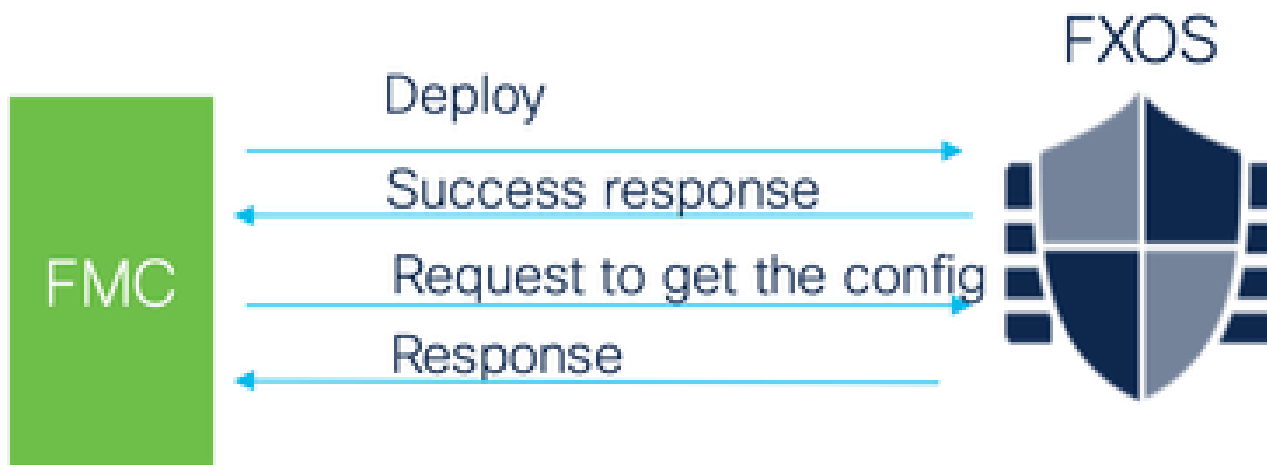 FXOS
Deploy
Success response
FMC
Request to get the config
Response